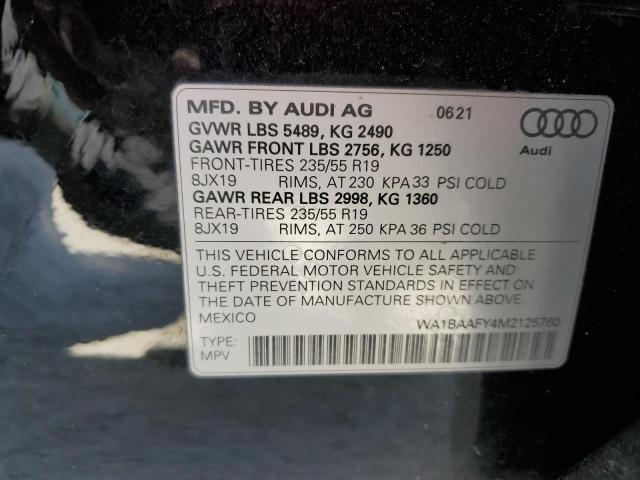 MFD. BY AUDI AG 0621
GVWR LBS 5489, KG 2490
GAWR FRONT LBS 2756, KG 1250
FRONT-TIRES 235/55 R19
8JX19 RIMS, AT 230 KPA 33 PSI COLD
GAWR REAR LBS 2998, KG 1360
REAR-TIRES 235/55 R19
8JX19 RIMS, AT 250 KPA 36 PSI COLD
Audi
THIS VEHICLE CONFORMS TO ALL APPLICABLE
U.S. FEDERAL MOTOR VEHICLE SAFETY AND
THEFT PREVENTION STANDARDS IN EFFECT ON
THE DATE OF MANUFACTURE SHOWN ABOVE.
MEXICO
WA1BAAFY4M2125760
TYPE:
MPV